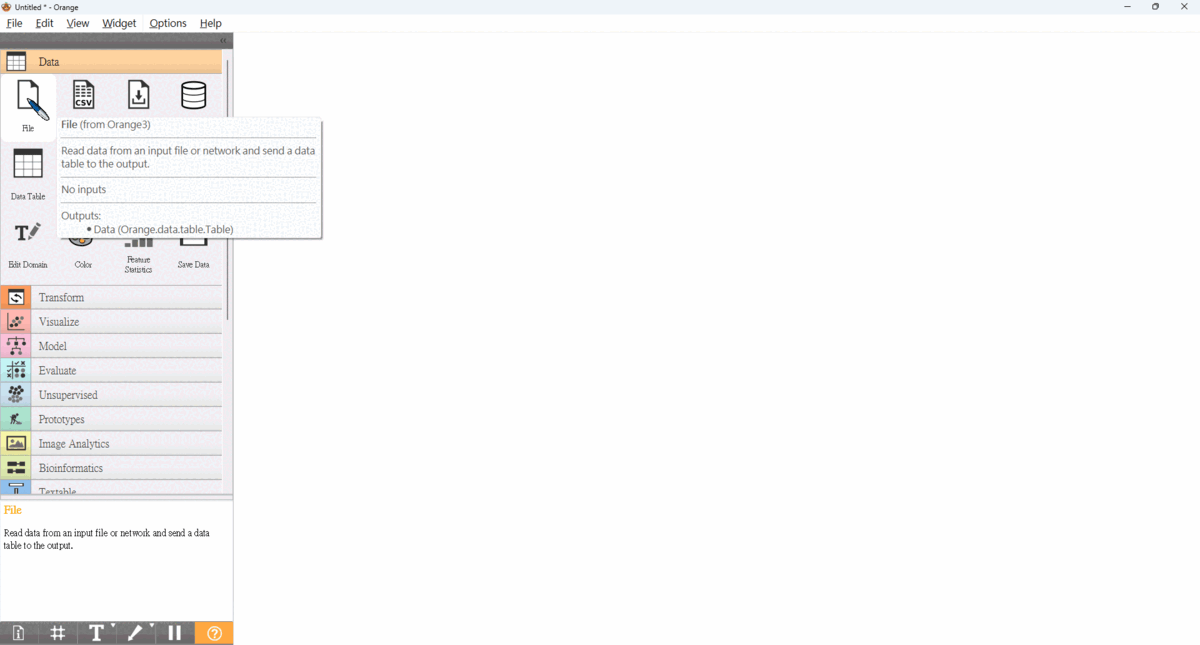 Untitled * - Orange
File Edit View Widget Options Help
Data
CSV
File
File (from Orange3)
Read data from an input file or network and send a data
table to the output.
No inputs
Outputs:
• Data (Orange.data.table.Table)
Data Table
Edit Domain
Color
Feature
Statistics
Save Data
Transform
Visualize
Model
Evaluate
Unsupervised
Prototypes
Image Analytics
Bioinformatics
Textable
File
Read data from an input file or network and send a data
table to the output.